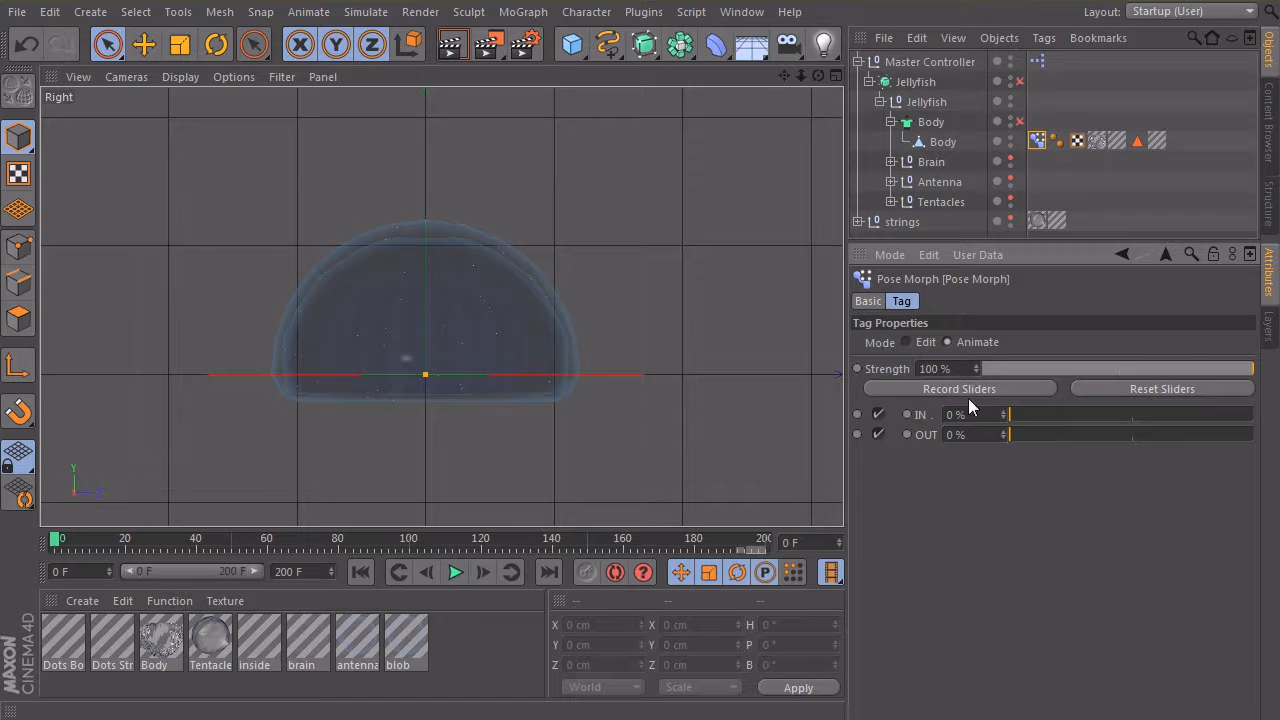 File Edit Create Select Tools Mesh Snap Animate Simulate Render Sculpt MoGraph Character Plugins Script Window Help Layout: Startup (User)
X Y Z
File Edit View Objects Tags Bookmarks
View Cameras Display Options Filter Panel
Right
Master Controller
Jellyfish
Jellyfish
Body
Body
Brain
Antenna
Tentacles
strings
Objects
Content Browser
Structure
Mode Edit User Data
Pose Morph [Pose Morph]
Basic Tag
Tag Properties
Mode Edit Animate
Strength 100 %
Record Sliders Reset Sliders
IN . 0 %
OUT 0 %
Attributes
Layers
Y
Z
0 20 40 60 80 100 120 140 160 180 200 0 F
0 F 0 F 200 F 200 F
P
Create Edit Function Texture
Dots Bo Dots Str Body Tentacle inside brain antenna blob
-- -- --
X 0 cm X 0 cm H 0 °
Y 0 cm Y 0 cm P 0 °
Z 0 cm Z 0 cm B 0 °
World Scale Apply
MAXON
CINEMA 4D